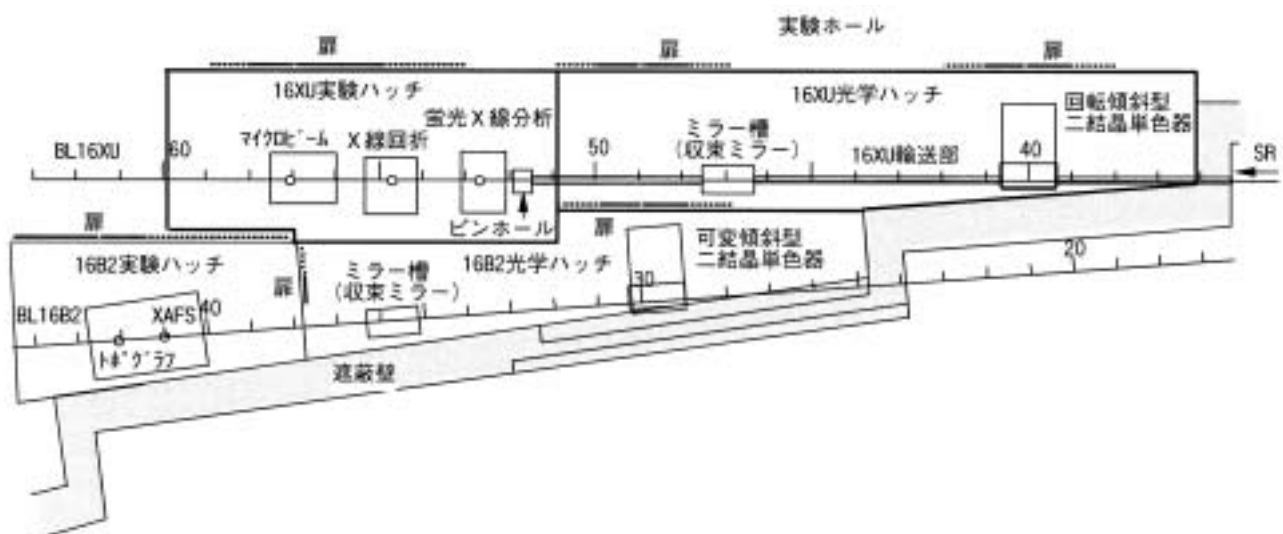 実験ホール
扉
扉
扉
16XU実験ハッチ
16XU光学ハッチ
回転傾斜型
二結晶単色器
蛍光X線分析
ミラー槽
(収束ミラー)
マイクロビーム
X線回折
BL16XU
60
50
16XU輸送部
40
SR
ピンホール
扉
扉
可変傾斜型
二結晶単色器
16B2実験ハッチ
扉
ミラー槽
(収束ミラー)
16B2光学ハッチ
30
20
BL16B2
XAFS
40
トポグラフ
遮蔽壁